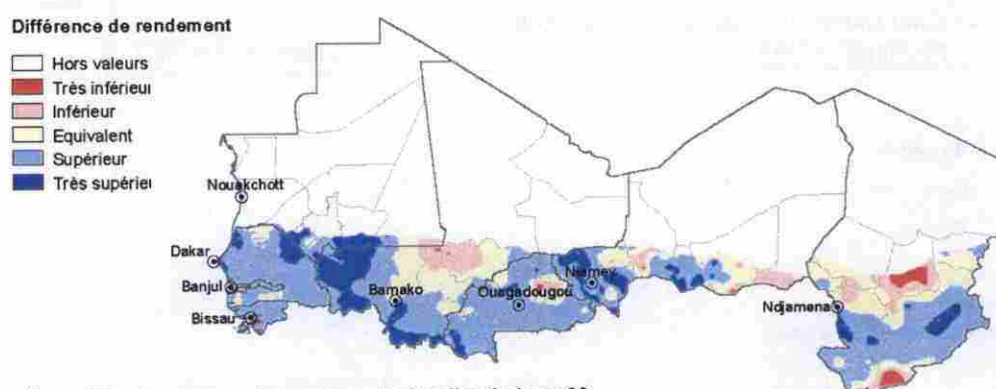 Différence de rendement
Hors valeurs
Très inférieur
Inférieur
Equivalent
Supérieur
Très supérieur
Nouakchott
Dakar
Banjul
Bissau
Bamako
Ouagadougou
Niamey
Ndjamena